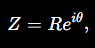 Z = Re^{iθ},